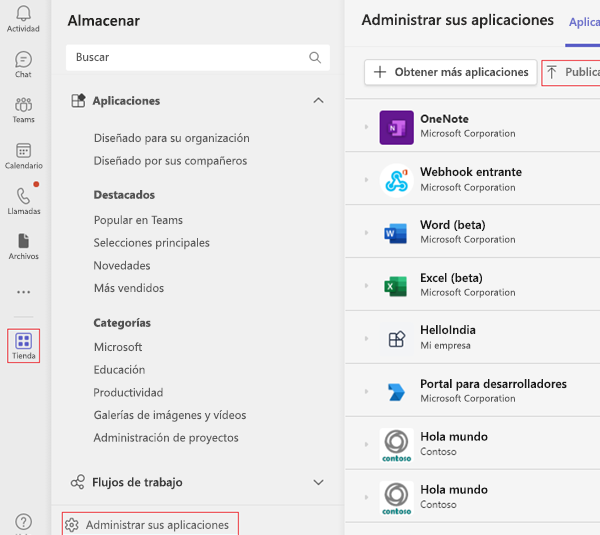 Actividad
Chat
Teams
Calendario
Llamadas
Archivos
Tienda
Almacenar
Buscar
Aplicaciones
Diseñado para su organización
Diseñado por sus compañeros
Destacados
Popular en Teams
Selecciones principales
Novedades
Más vendidos
Categorías
Microsoft
Educación
Productividad
Galerías de imágenes y vídeos
Administración de proyectos
Flujos de trabajo
Administrar sus aplicaciones
Administrar sus aplicaciones
Aplica
Obtener más aplicaciones
Publica
OneNote
Microsoft Corporation
Webhook entrante
Microsoft Corporation
Word (beta)
Microsoft Corporation
Excel (beta)
Microsoft Corporation
HelloIndia
Mi empresa
Portal para desarrolladores
Microsoft Corporation
contoso
Hola mundo
Contoso
contoso
Hola mundo
Contoso